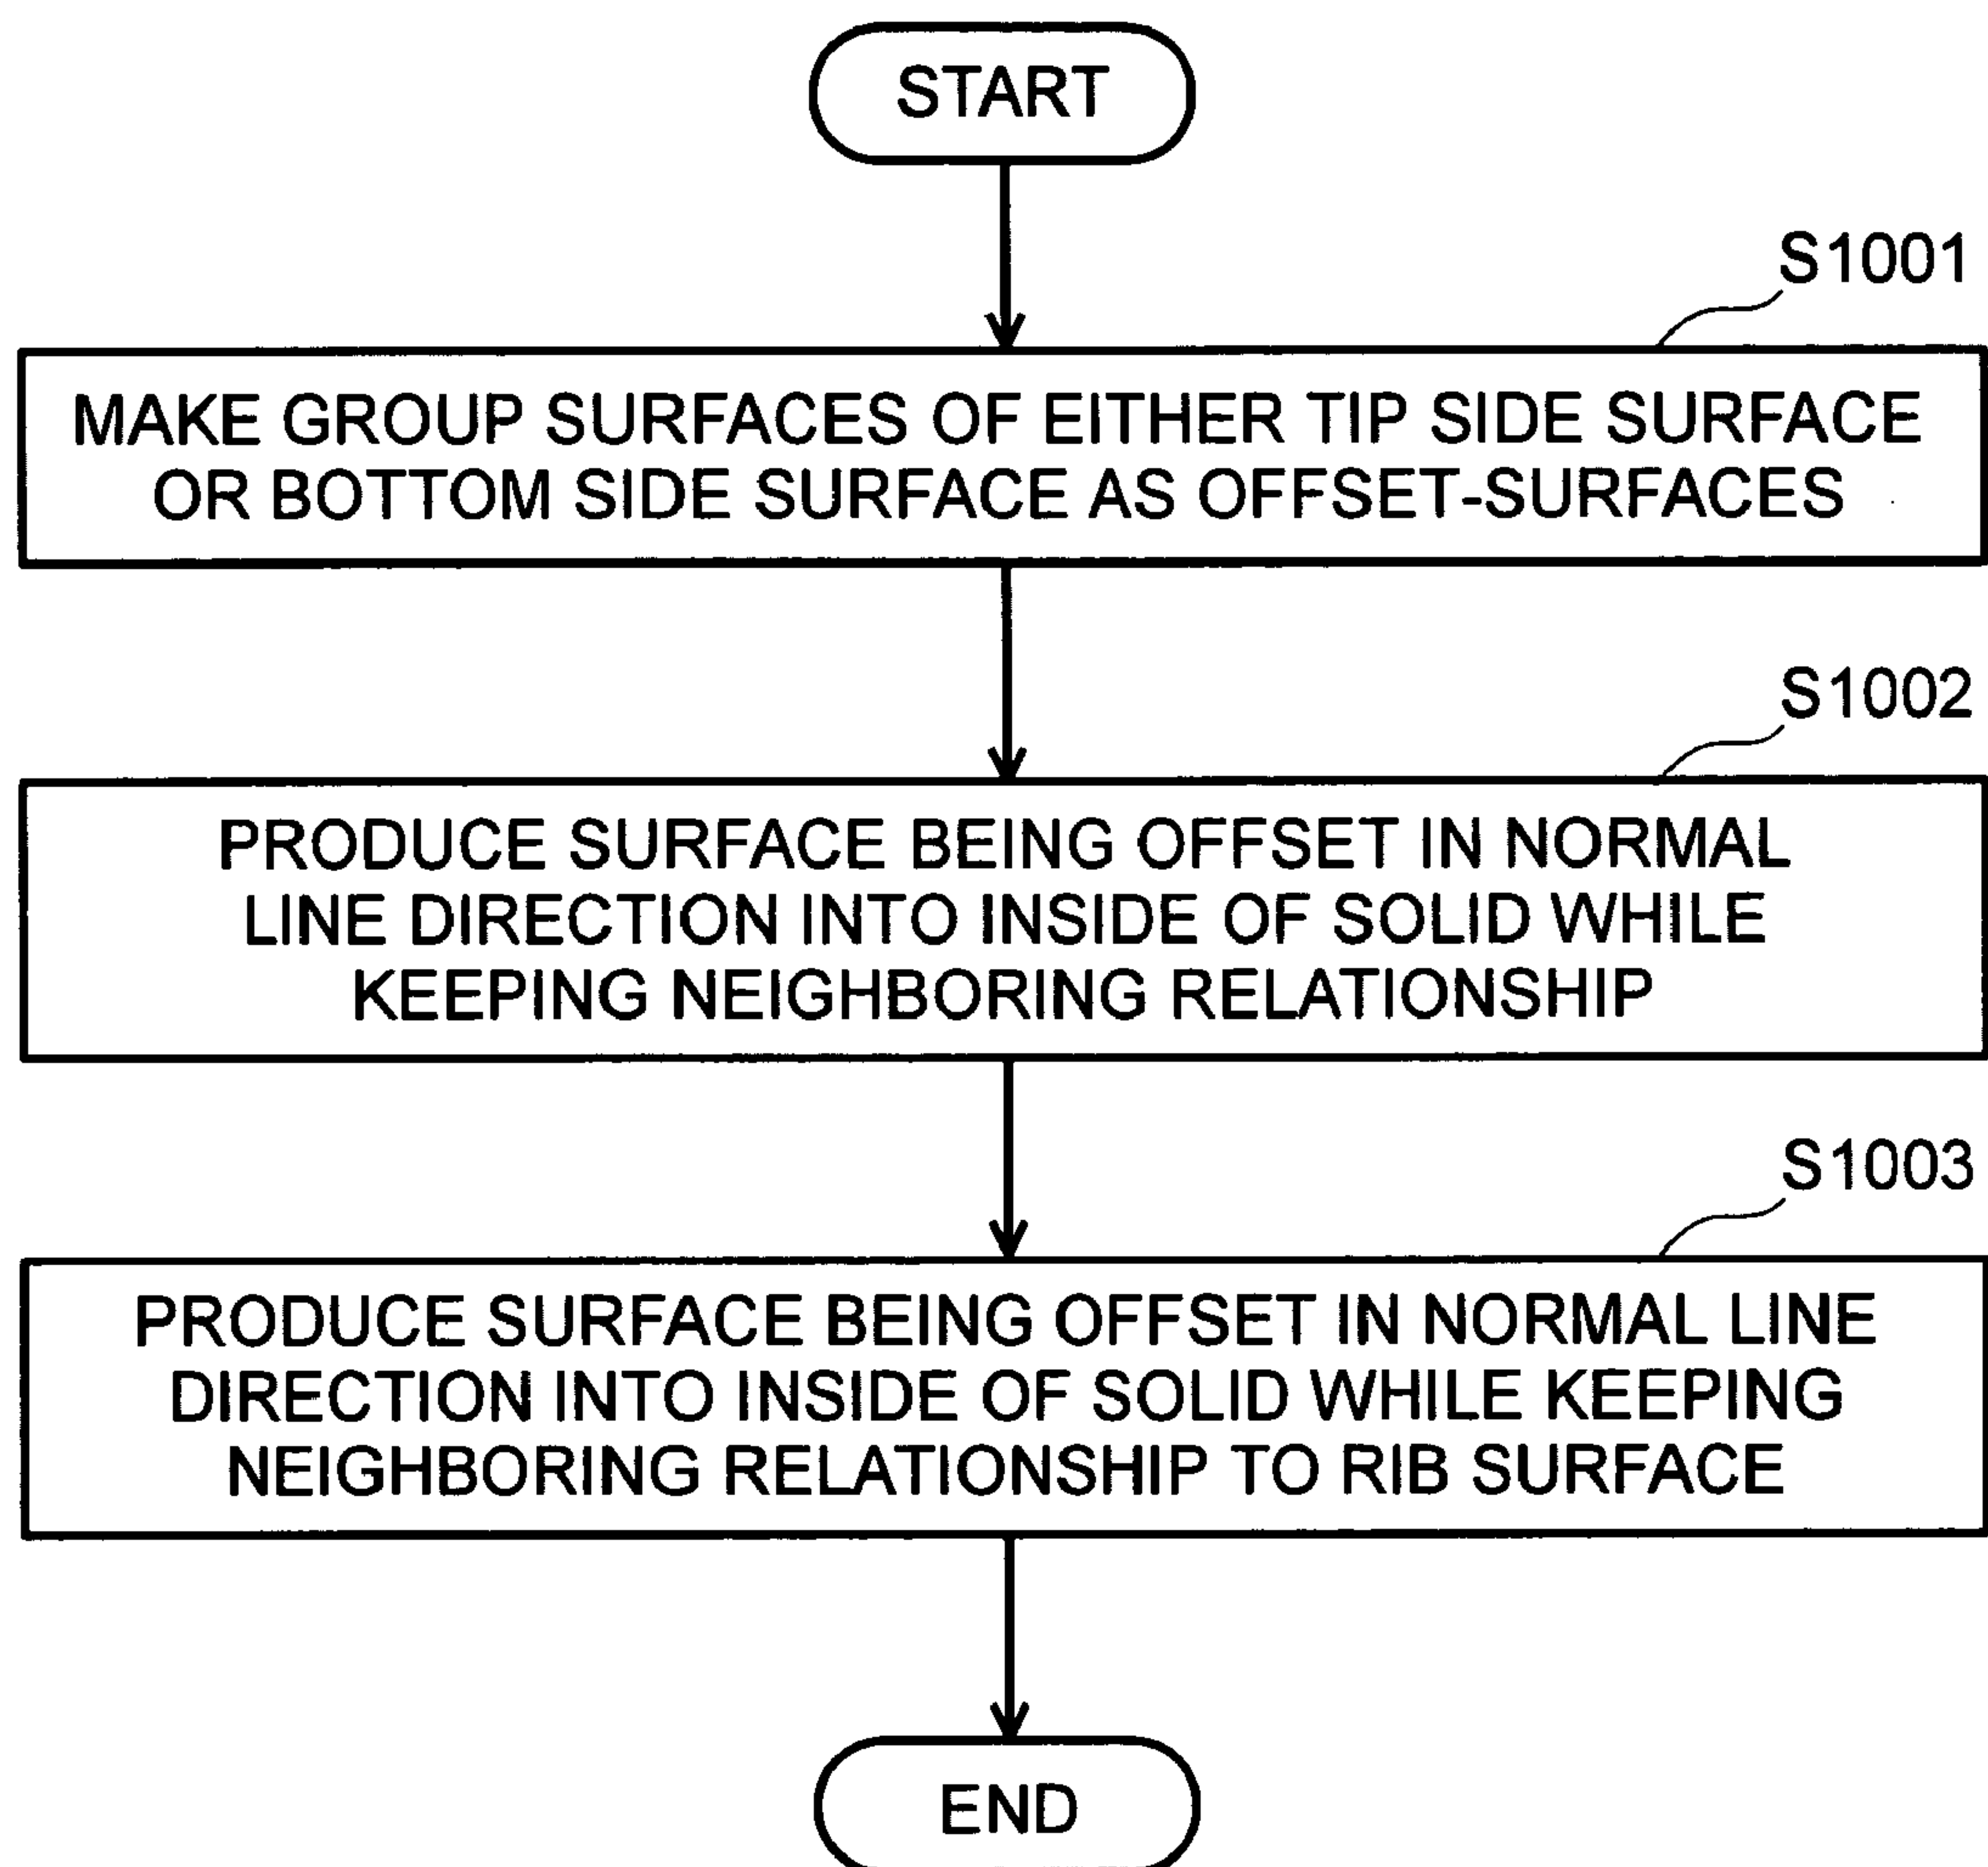 START
S1001
MAKE GROUP SURFACES OF EITHER TIP SIDE SURFACE
OR BOTTOM SIDE SURFACE AS OFFSET-SURFACES
S1002
PRODUCE SURFACE BEING OFFSET IN NORMAL
LINE DIRECTION INTO INSIDE OF SOLID WHILE
KEEPING NEIGHBORING RELATIONSHIP
S1003
PRODUCE SURFACE BEING OFFSET IN NORMAL LINE
DIRECTION INTO INSIDE OF SOLID WHILE KEEPING
NEIGHBORING RELATIONSHIP TO RIB SURFACE
END